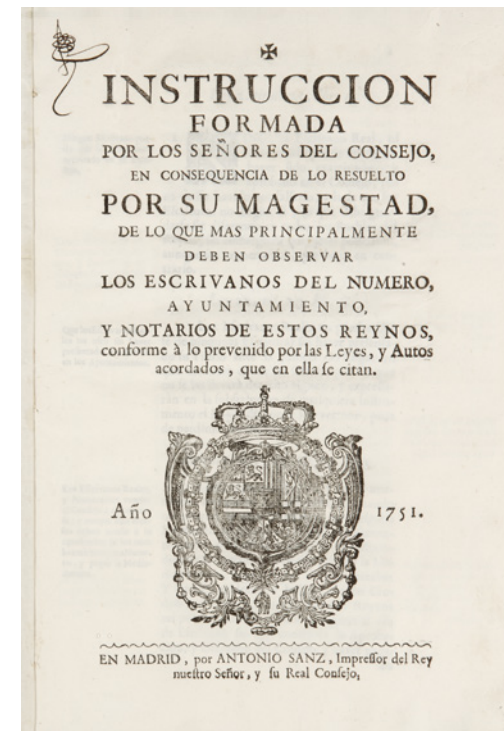 INSTRUCCION
FORMADA
POR LOS SEÑORES DEL CONSEJO,
EN CONSEQUENCIA DE LO RESUELTO
POR SU MAGESTAD,
DE LO QUE MAS PRINCIPALMENTE
DEBEN OBSERVAR
LOS ESCRIVANOS DEL NUMERO,
AYUNTAMIENTO,
Y NOTARIOS DE ESTOS REYNOS,
conforme à lo prevenido por las Leyes, y Autos
acordados, que en ella ſe citan.
Año 1751.
EN MADRID, por ANTONIO SANZ, Impreſſor del Rey
nueſtro Señor, y ſu Real Conſejo,